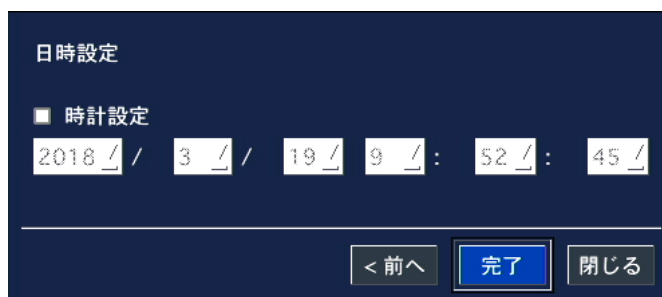 日時設定
時計設定
2018 / 3 / 19 9 : 52 : 45
<前へ 完了 閉じる